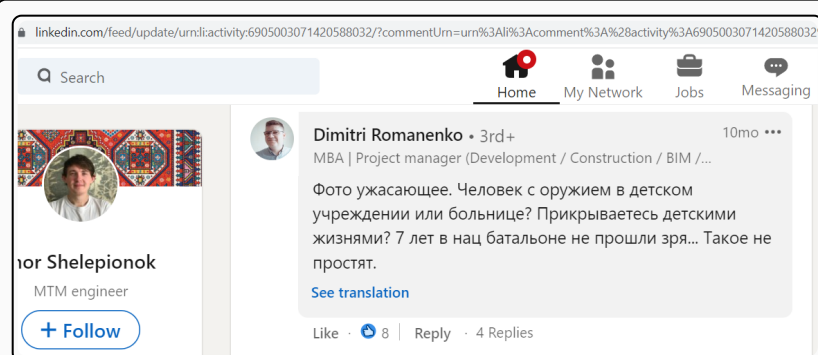 linkedin.com/feed/update/urn:li:activity:6905003071420588032/?commentUrn=urn%3Ali%3Acomment%3A%28activity%3A6905003071420588032%
Search
Home
My Network
Jobs
Messaging
Dimitri Romanenko • 3rd+
10mo
MBA | Project manager (Development / Construction / BIM /...
Фото ужасающее. Человек с оружием в детском
учреждении или больнице? Прикрываетесь детскими
жизнями? 7 лет в нац батальоне не прошли зря... Такое не
простят.
See translation
Like · 8 | Reply · 4 Replies
nor Shelepionok
MTM engineer
+ Follow